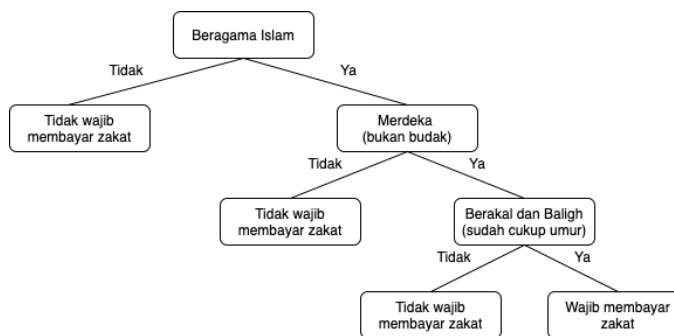 Beragama Islam
Tidak
Ya
Tidak wajib
membayar zakat
Merdeka
(bukan budak)
Tidak
Ya
Tidak wajib
membayar zakat
Berakal dan Baligh
(sudah cukup umur)
Tidak
Ya
Tidak wajib
membayar zakat
Wajib membayar
zakat